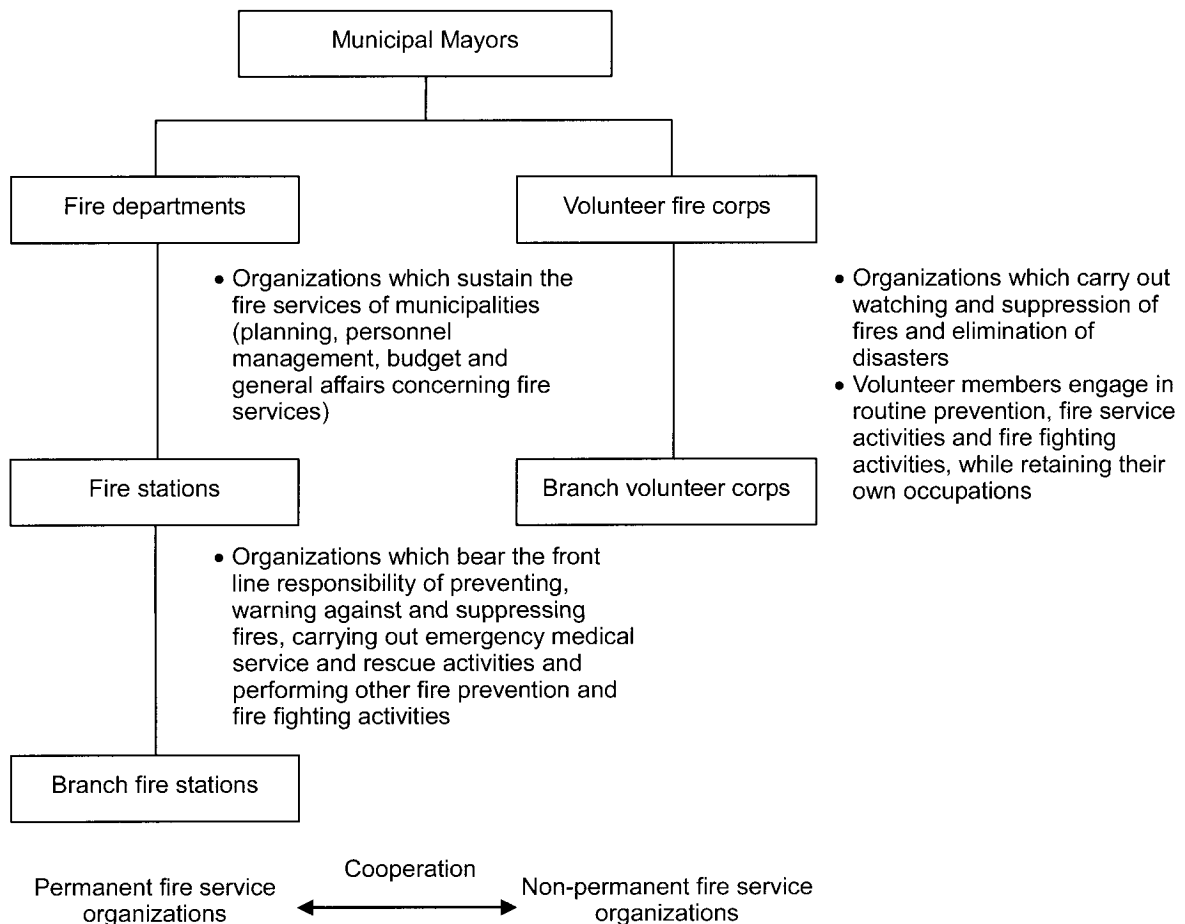 Municipal Mayors
Fire departments
Volunteer fire corps
• Organizations which sustain the
fire services of municipalities
(planning, personnel
management, budget and
general affairs concerning fire
services)
• Organizations which carry out
watching and suppression of
fires and elimination of
disasters
• Volunteer members engage in
routine prevention, fire service
activities and fire fighting
activities, while retaining their
own occupations
Fire stations
Branch volunteer corps
• Organizations which bear the front
line responsibility of preventing,
warning against and suppressing
fires, carrying out emergency medical
service and rescue activities and
performing other fire prevention and
fire fighting activities
Branch fire stations
Permanent fire service
organizations
Cooperation
Non-permanent fire service
organizations